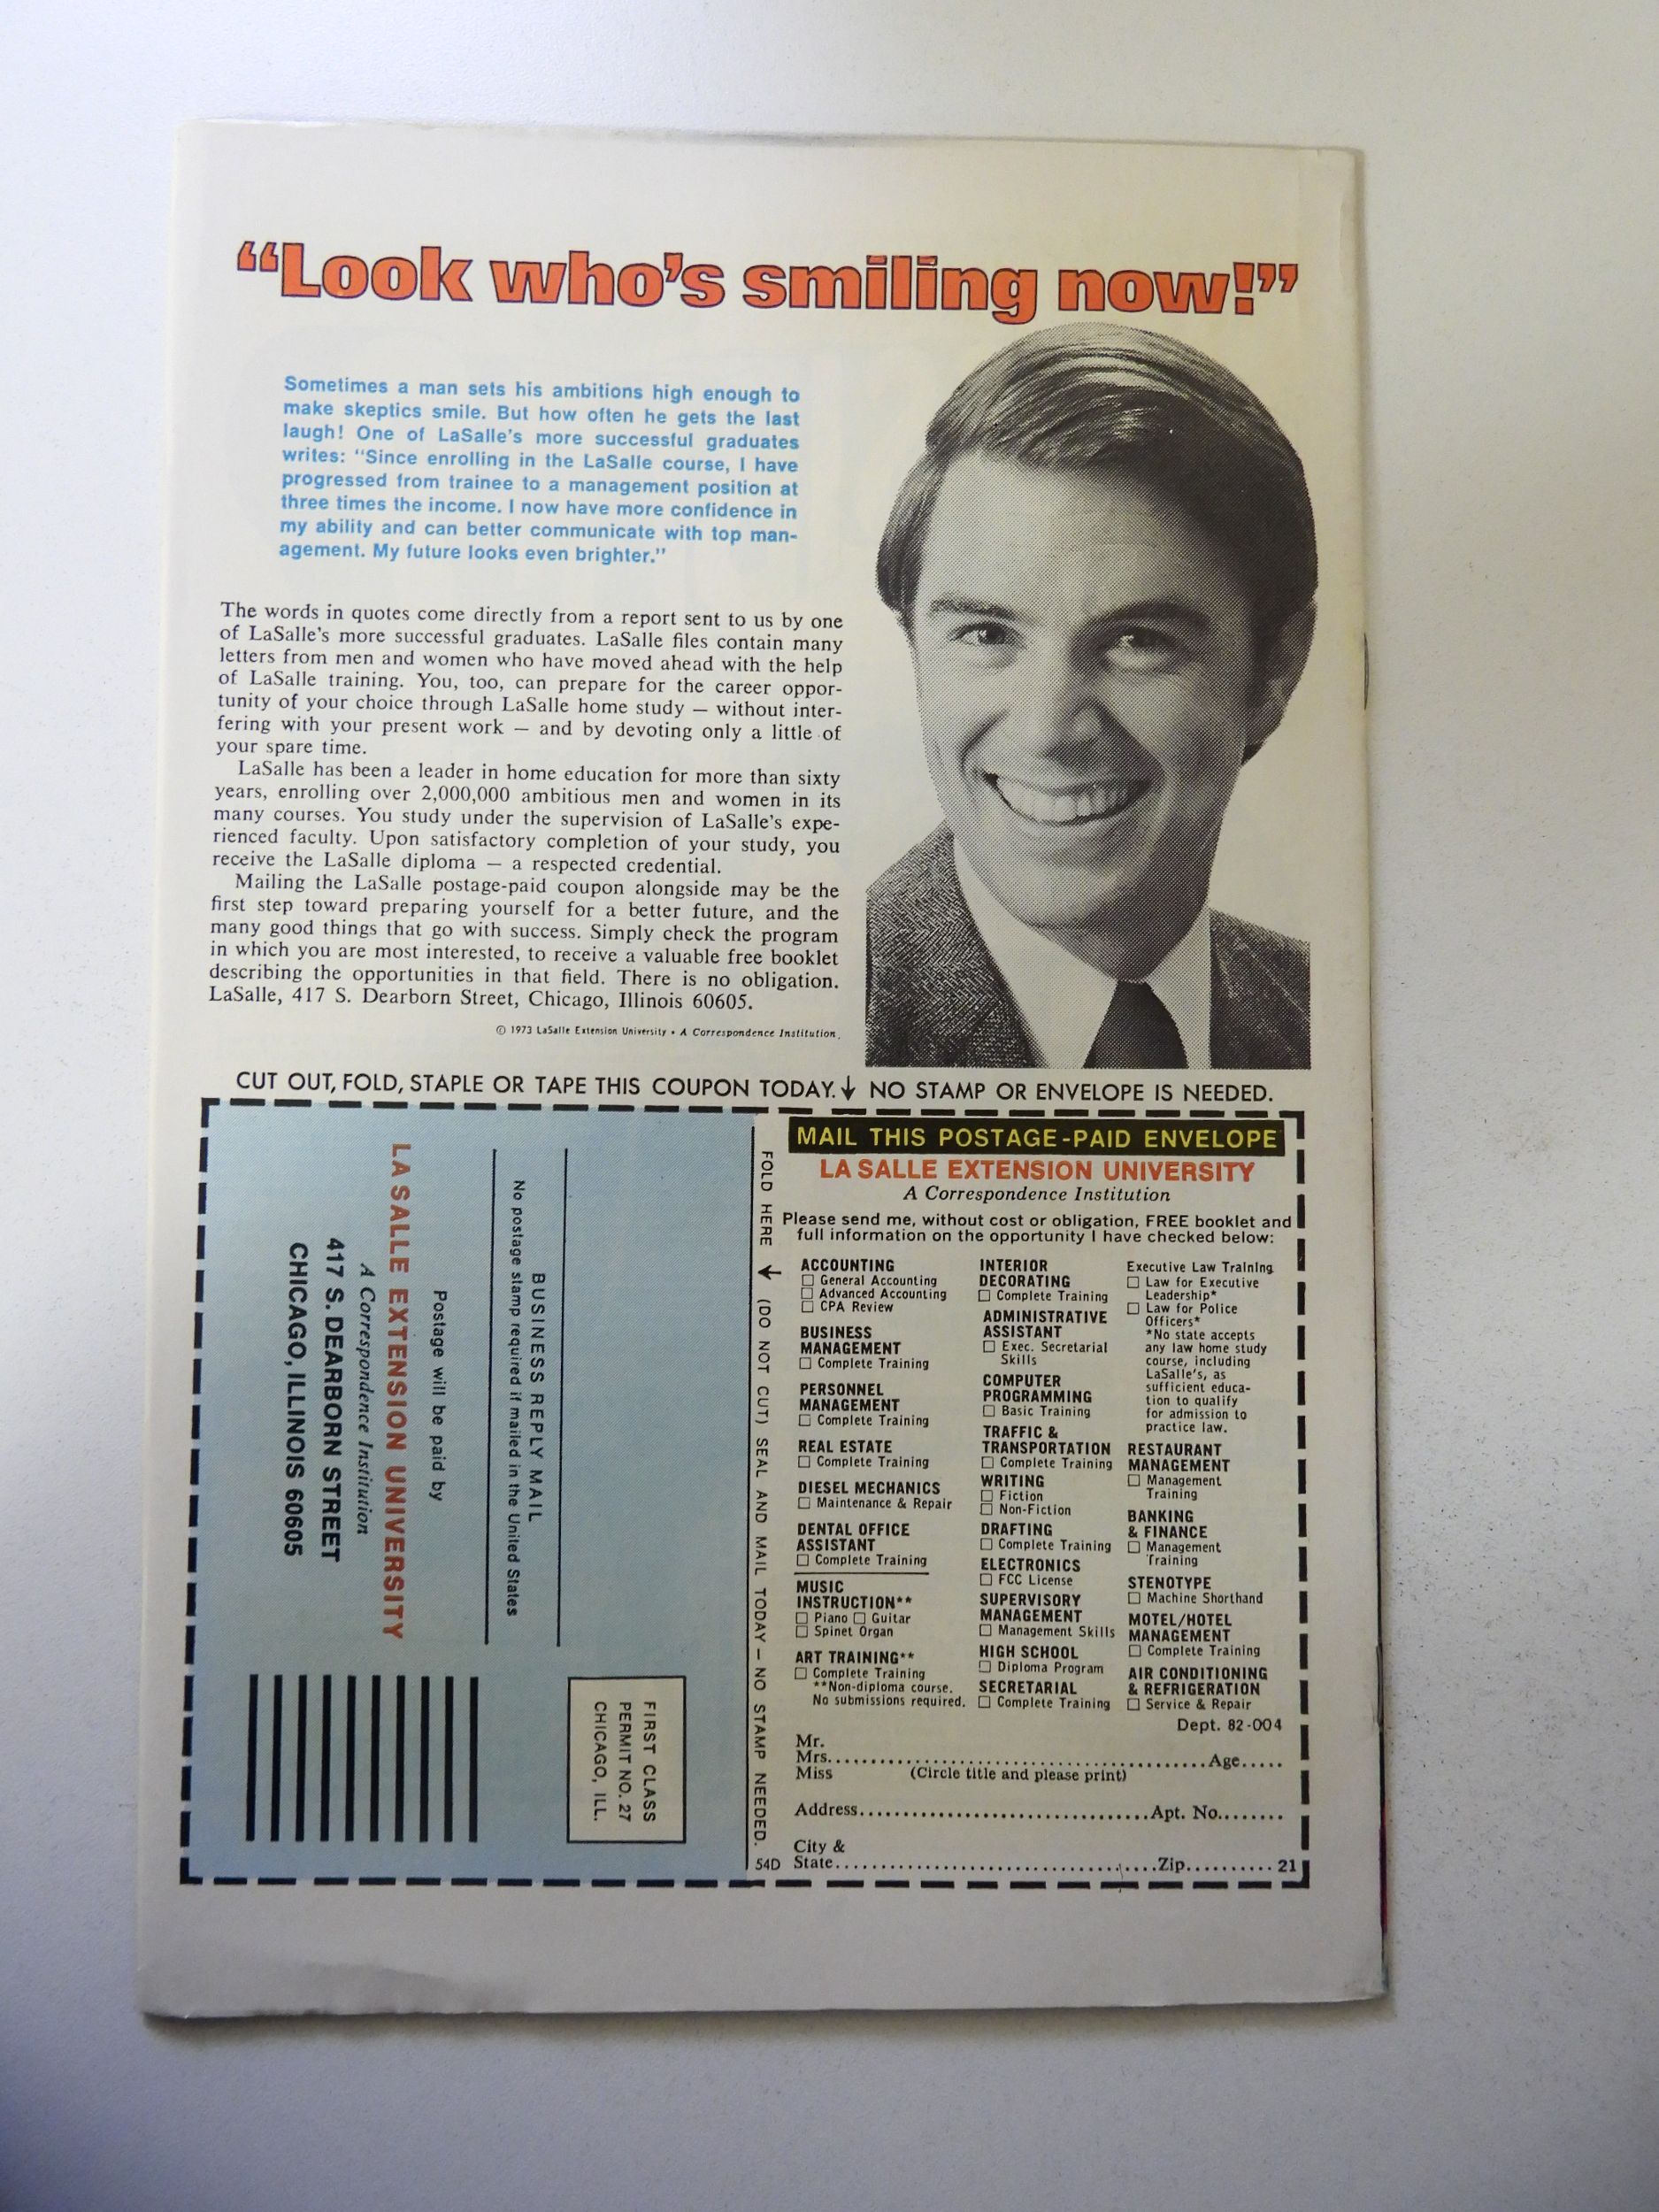 “Look who’s smiling now!”
Sometimes a man sets his ambitions high enough to
make skeptics smile. But how often he gets the last
laugh! One of LaSalle’s more successful graduates
writes: “Since enrolling in the LaSalle course, I have
progressed from trainee to a management position at
three times the income. I now have more confidence in
my ability and can better communicate with top man-
agement. My future looks even brighter.”
The words in quotes come directly from a report sent to us by one
of LaSalle’s more successful graduates. LaSalle files contain many
letters from men and women who have moved ahead with the help
of LaSalle training. You, too, can prepare for the career oppor-
tunity of your choice through LaSalle home study — without inter-
fering with your present work — and by devoting only a little of
your spare time.
LaSalle has been a leader in home education for more than sixty
years, enrolling over 2,000,000 ambitious men and women in its
many courses. You study under the supervision of LaSalle’s expe-
rienced faculty. Upon satisfactory completion of your study, you
receive the LaSalle diploma — a respected credential.
Mailing the LaSalle postage-paid coupon alongside may be the
first step toward preparing yourself for a better future, and the
many good things that go with success. Simply check the program
in which you are most interested, to receive a valuable free booklet
describing the opportunities in that field. There is no obligation.
LaSalle, 417 S. Dearborn Street, Chicago, Illinois 60605.
© 1973 LaSalle Extension University • A Correspondence Institution
CUT OUT, FOLD, STAPLE OR TAPE THIS COUPON TODAY. ↓ NO STAMP OR ENVELOPE IS NEEDED.
FIRST CLASS
PERMIT NO. 27
CHICAGO, ILL.
BUSINESS REPLY MAIL
No postage stamp required if mailed in the United States
Postage will be paid by
LA SALLE EXTENSION UNIVERSITY
A Correspondence Institution
417 S. DEARBORN STREET
CHICAGO, ILLINOIS 60605
FOLD HERE ↓ (DO NOT CUT) SEAL AND MAIL TODAY — NO STAMP NEEDED.
54D
MAIL THIS POSTAGE-PAID ENVELOPE
LA SALLE EXTENSION UNIVERSITY
A Correspondence Institution
Please send me, without cost or obligation, FREE booklet and
full information on the opportunity I have checked below:
ACCOUNTING
☐ General Accounting
☐ Advanced Accounting
☐ CPA Review
BUSINESS
MANAGEMENT
☐ Complete Training
PERSONNEL
MANAGEMENT
☐ Complete Training
REAL ESTATE
☐ Complete Training
DIESEL MECHANICS
☐ Maintenance & Repair
DENTAL OFFICE
ASSISTANT
☐ Complete Training
MUSIC
INSTRUCTION**
☐ Piano ☐ Guitar
☐ Spinet Organ
ART TRAINING**
☐ Complete Training
**Non-diploma course.
No submissions required.
INTERIOR
DECORATING
☐ Complete Training
ADMINISTRATIVE
ASSISTANT
☐ Exec. Secretarial
Skills
COMPUTER
PROGRAMMING
☐ Basic Training
TRAFFIC &
TRANSPORTATION
☐ Complete Training
WRITING
☐ Fiction
☐ Non-Fiction
DRAFTING
☐ Complete Training
ELECTRONICS
☐ FCC License
SUPERVISORY
MANAGEMENT
☐ Management Skills
HIGH SCHOOL
☐ Diploma Program
SECRETARIAL
☐ Complete Training
Executive Law Training
☐ Law for Executive
Leadership*
☐ Law for Police
Officers*
*No state accepts
any law home study
course, including
LaSalle’s, as
sufficient educa-
tion to qualify
for admission to
practice law.
RESTAURANT
MANAGEMENT
☐ Management
Training
BANKING
& FINANCE
☐ Management
Training
STENOTYPE
☐ Machine Shorthand
MOTEL/HOTEL
MANAGEMENT
☐ Complete Training
AIR CONDITIONING
& REFRIGERATION
☐ Service & Repair
Dept. 82-004
Mr.
Mrs. Age
Miss (Circle title and please print)
Address Apt. No.
City &
State Zip 21